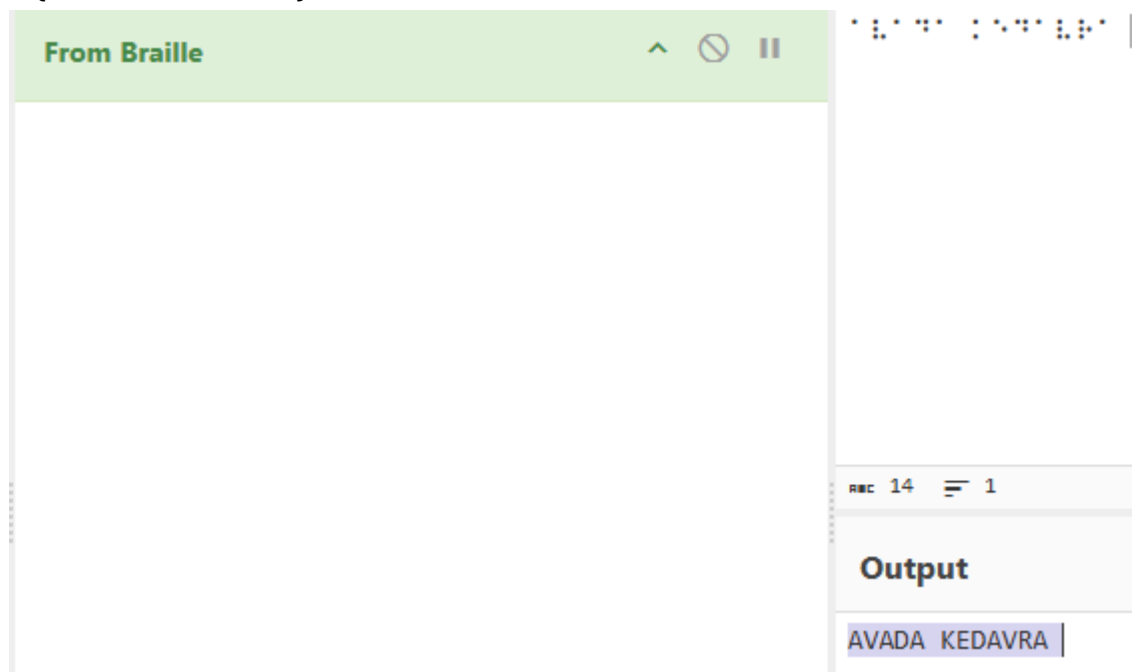 From Braille
⠁⠧⠁⠙⠁ ⠅⠑⠙⠁⠧⠗⠁
14 1
Output
AVADA KEDAVRA